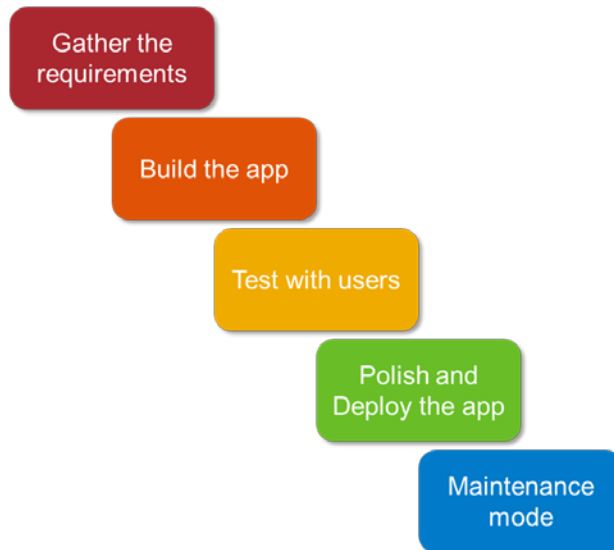 Gather the
requirements
Build the app
Test with users
Polish and
Deploy the app
Maintenance
mode